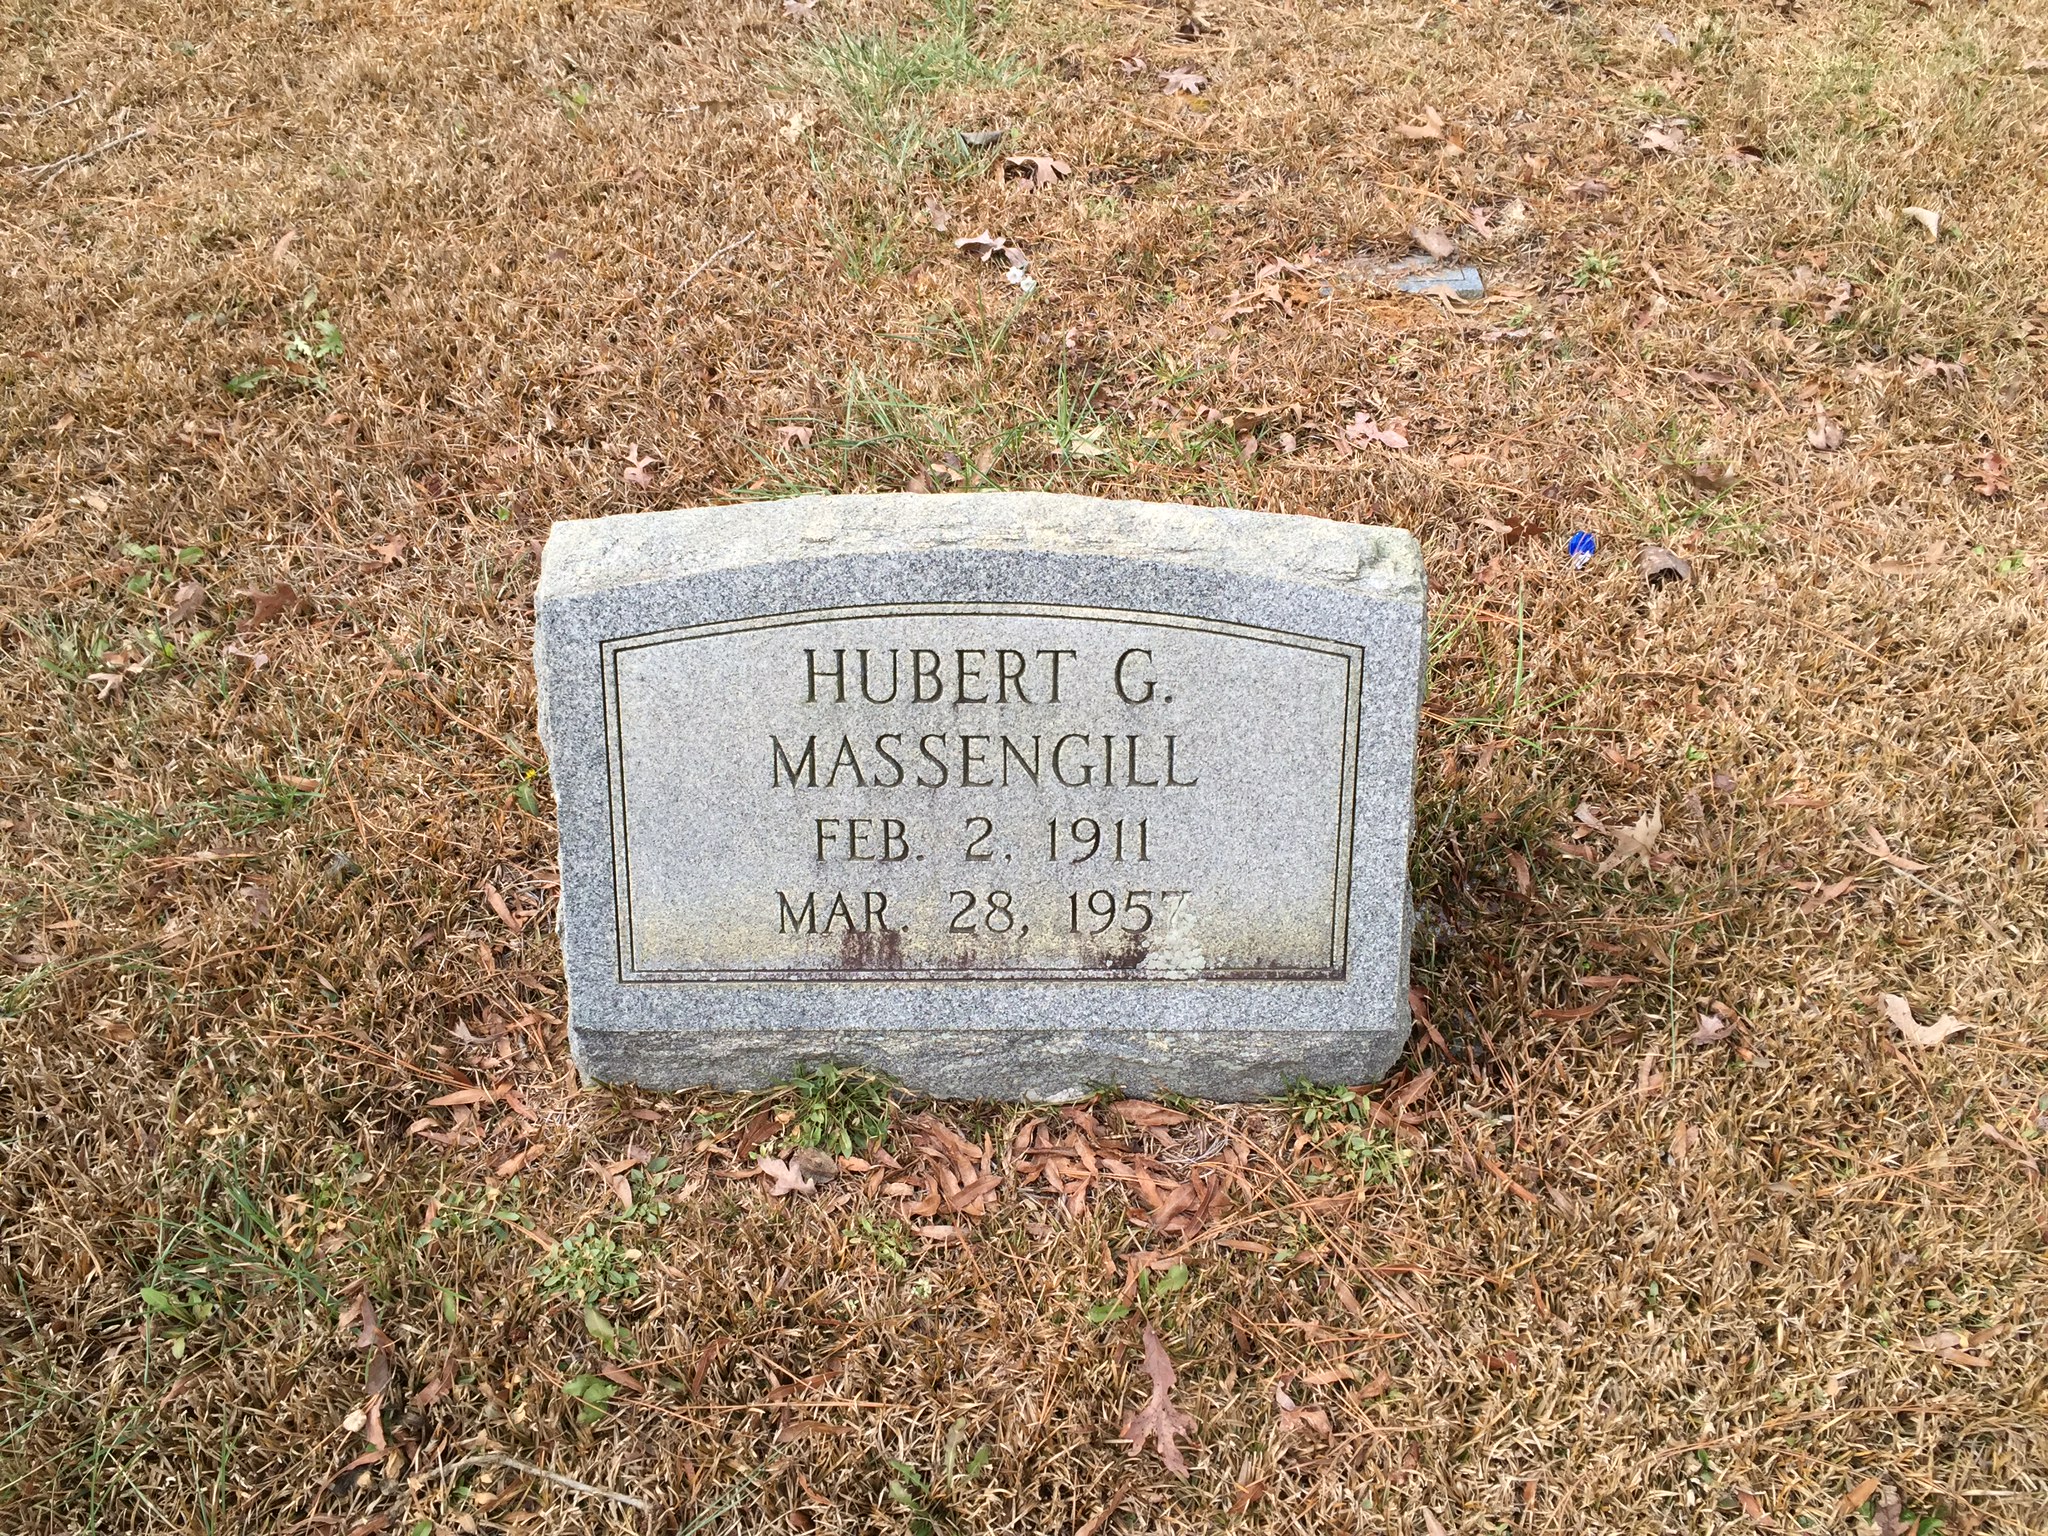 HUBERT G.
MASSENGILL
FEB. 2, 1911
MAR. 28, 1957